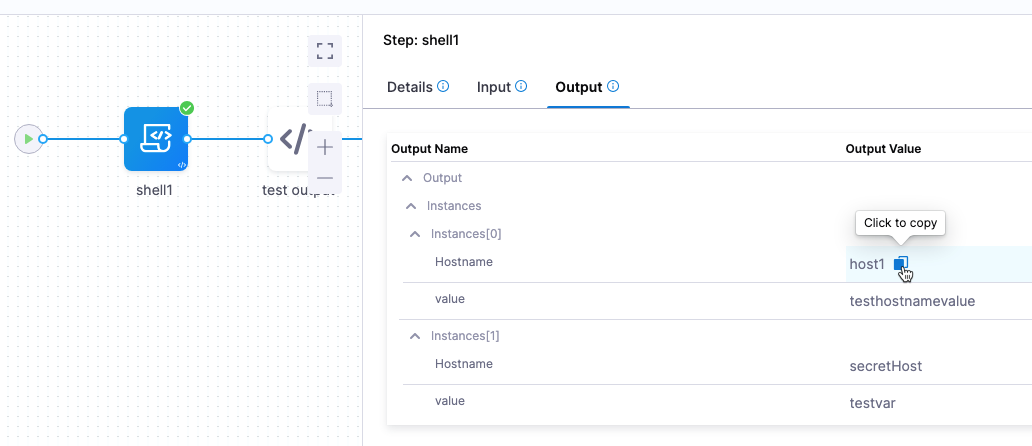 Step: shell1
Details Input Output
Output Name Output Value
Output
Instances
Instances[0]
Click to copy
Hostname host1
value testhostnamevalue
Instances[1]
Hostname secretHost
value testvar
shell1
test output